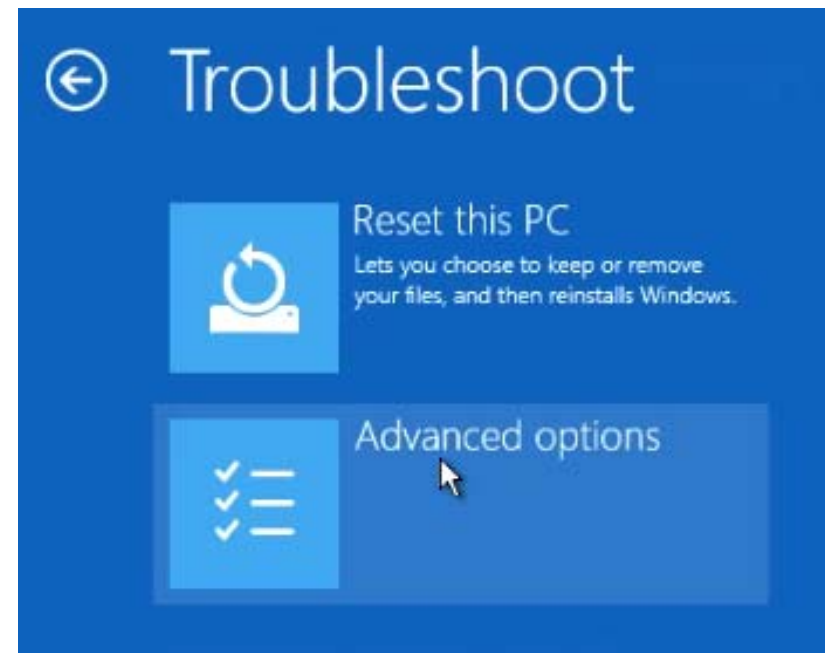 Troubleshoot
Reset this PC
Lets you choose to keep or remove
your files, and then reinstalls Windows.
Advanced options